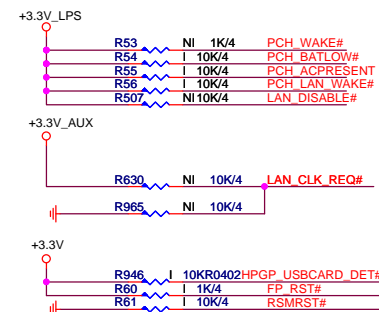 +3.3V_LPS
R53 NI 1K/4 PCH_WAKE#
R54 I 10K/4 PCH_BATLOW#
R55 I 10K/4 PCH_ACPRESENT
R56 I 10K/4 PCH_LAN_WAKE#
R507 NI 10K/4 LAN_DISABLE#
+3.3V_AUX
R630 NI 10K/4 LAN_CLK_REQ#
R965 NI 10K/4
+3.3V
R946 I 10KR0402 HPGP_USBCARD_DET#
R60 I 1K/4 FP_RST#
R61 I 10K/4 RSMRST#